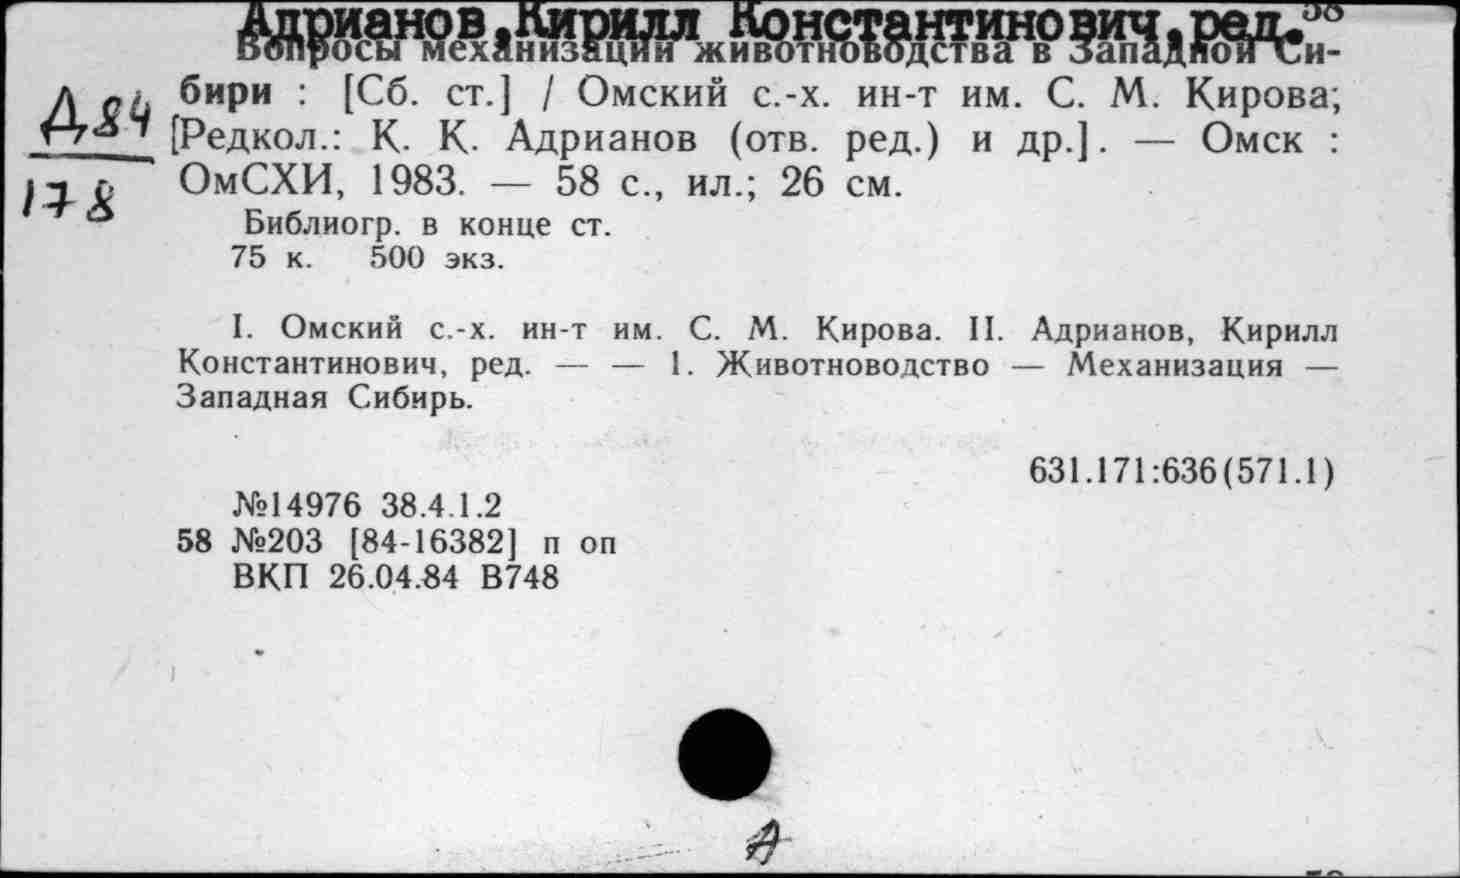 Адрианов, Кирилл Константинович, ред. 58
Вопросы механизации животноводства в Западной Си-
бири : [Сб. ст.] / Омский с.-х. ин-т им. С. М. Кирова;
Д84
[Редкол.: К. К. Адрианов (отв. ред.) и др.]. — Омск :
178
ОмСХИ, 1983. — 58 с., ил.; 26 см.
Библиогр. в конце ст.
75 к. 500 экз.
I. Омский с.-х. ин-т им. С. М. Кирова. II. Адрианов, Кирилл
Константинович, ред. — — 1. Животноводство — Механизация —
Западная Сибирь.
631.171:636(571.1)
№14976 38.4.1.2
58 №203 [84-16382] п оп
ВКП 26.04.84 В748